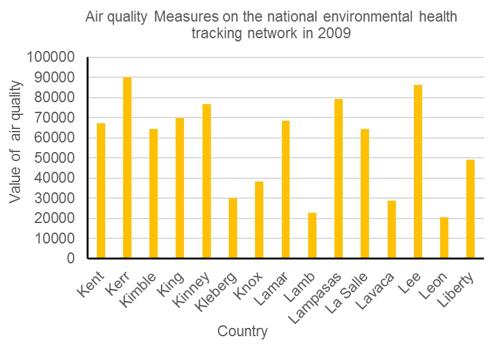 Air quality Measures on the national environmental health
tracking network in 2009
Value of air quality
100000
90000
80000
70000
60000
50000
40000
30000
20000
10000
0
Kent
Kerr
Kimble
King
Kinney
Kleberg
Knox
Lamar
Lamb
Lampasas
La Salle
Lavaca
Lee
Leon
Liberty
Country